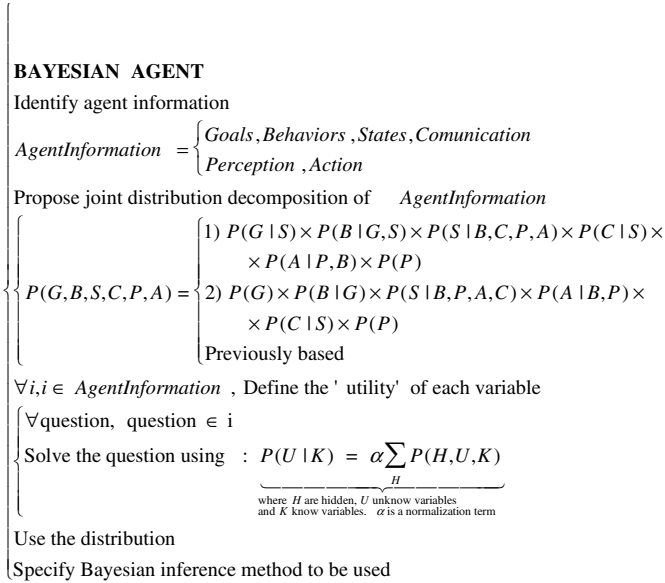 BAYESIAN AGENT
Identify agent information
AgentInformation = { Goals, Behaviors, States, Comunication
Perception, Action
Propose joint distribution decomposition of AgentInformation
P(G,B,S,C,P,A) = { 1) P(G | S) × P(B | G,S) × P(S | B,C,P,A) × P(C | S) ×
× P(A | P,B) × P(P)
2) P(G) × P(B | G) × P(S | B,P,A,C) × P(A | B,P) ×
× P(C | S) × P(P)
Previously based
∀i,i ∈ AgentInformation , Define the ' utility' of each variable
∀question, question ∈ i
Solve the question using : P(U | K) = α∑ P(H,U,K)
H
where H are hidden, U unknow variables
and K know variables. α is a normalization term
Use the distribution
Specify Bayesian inference method to be used